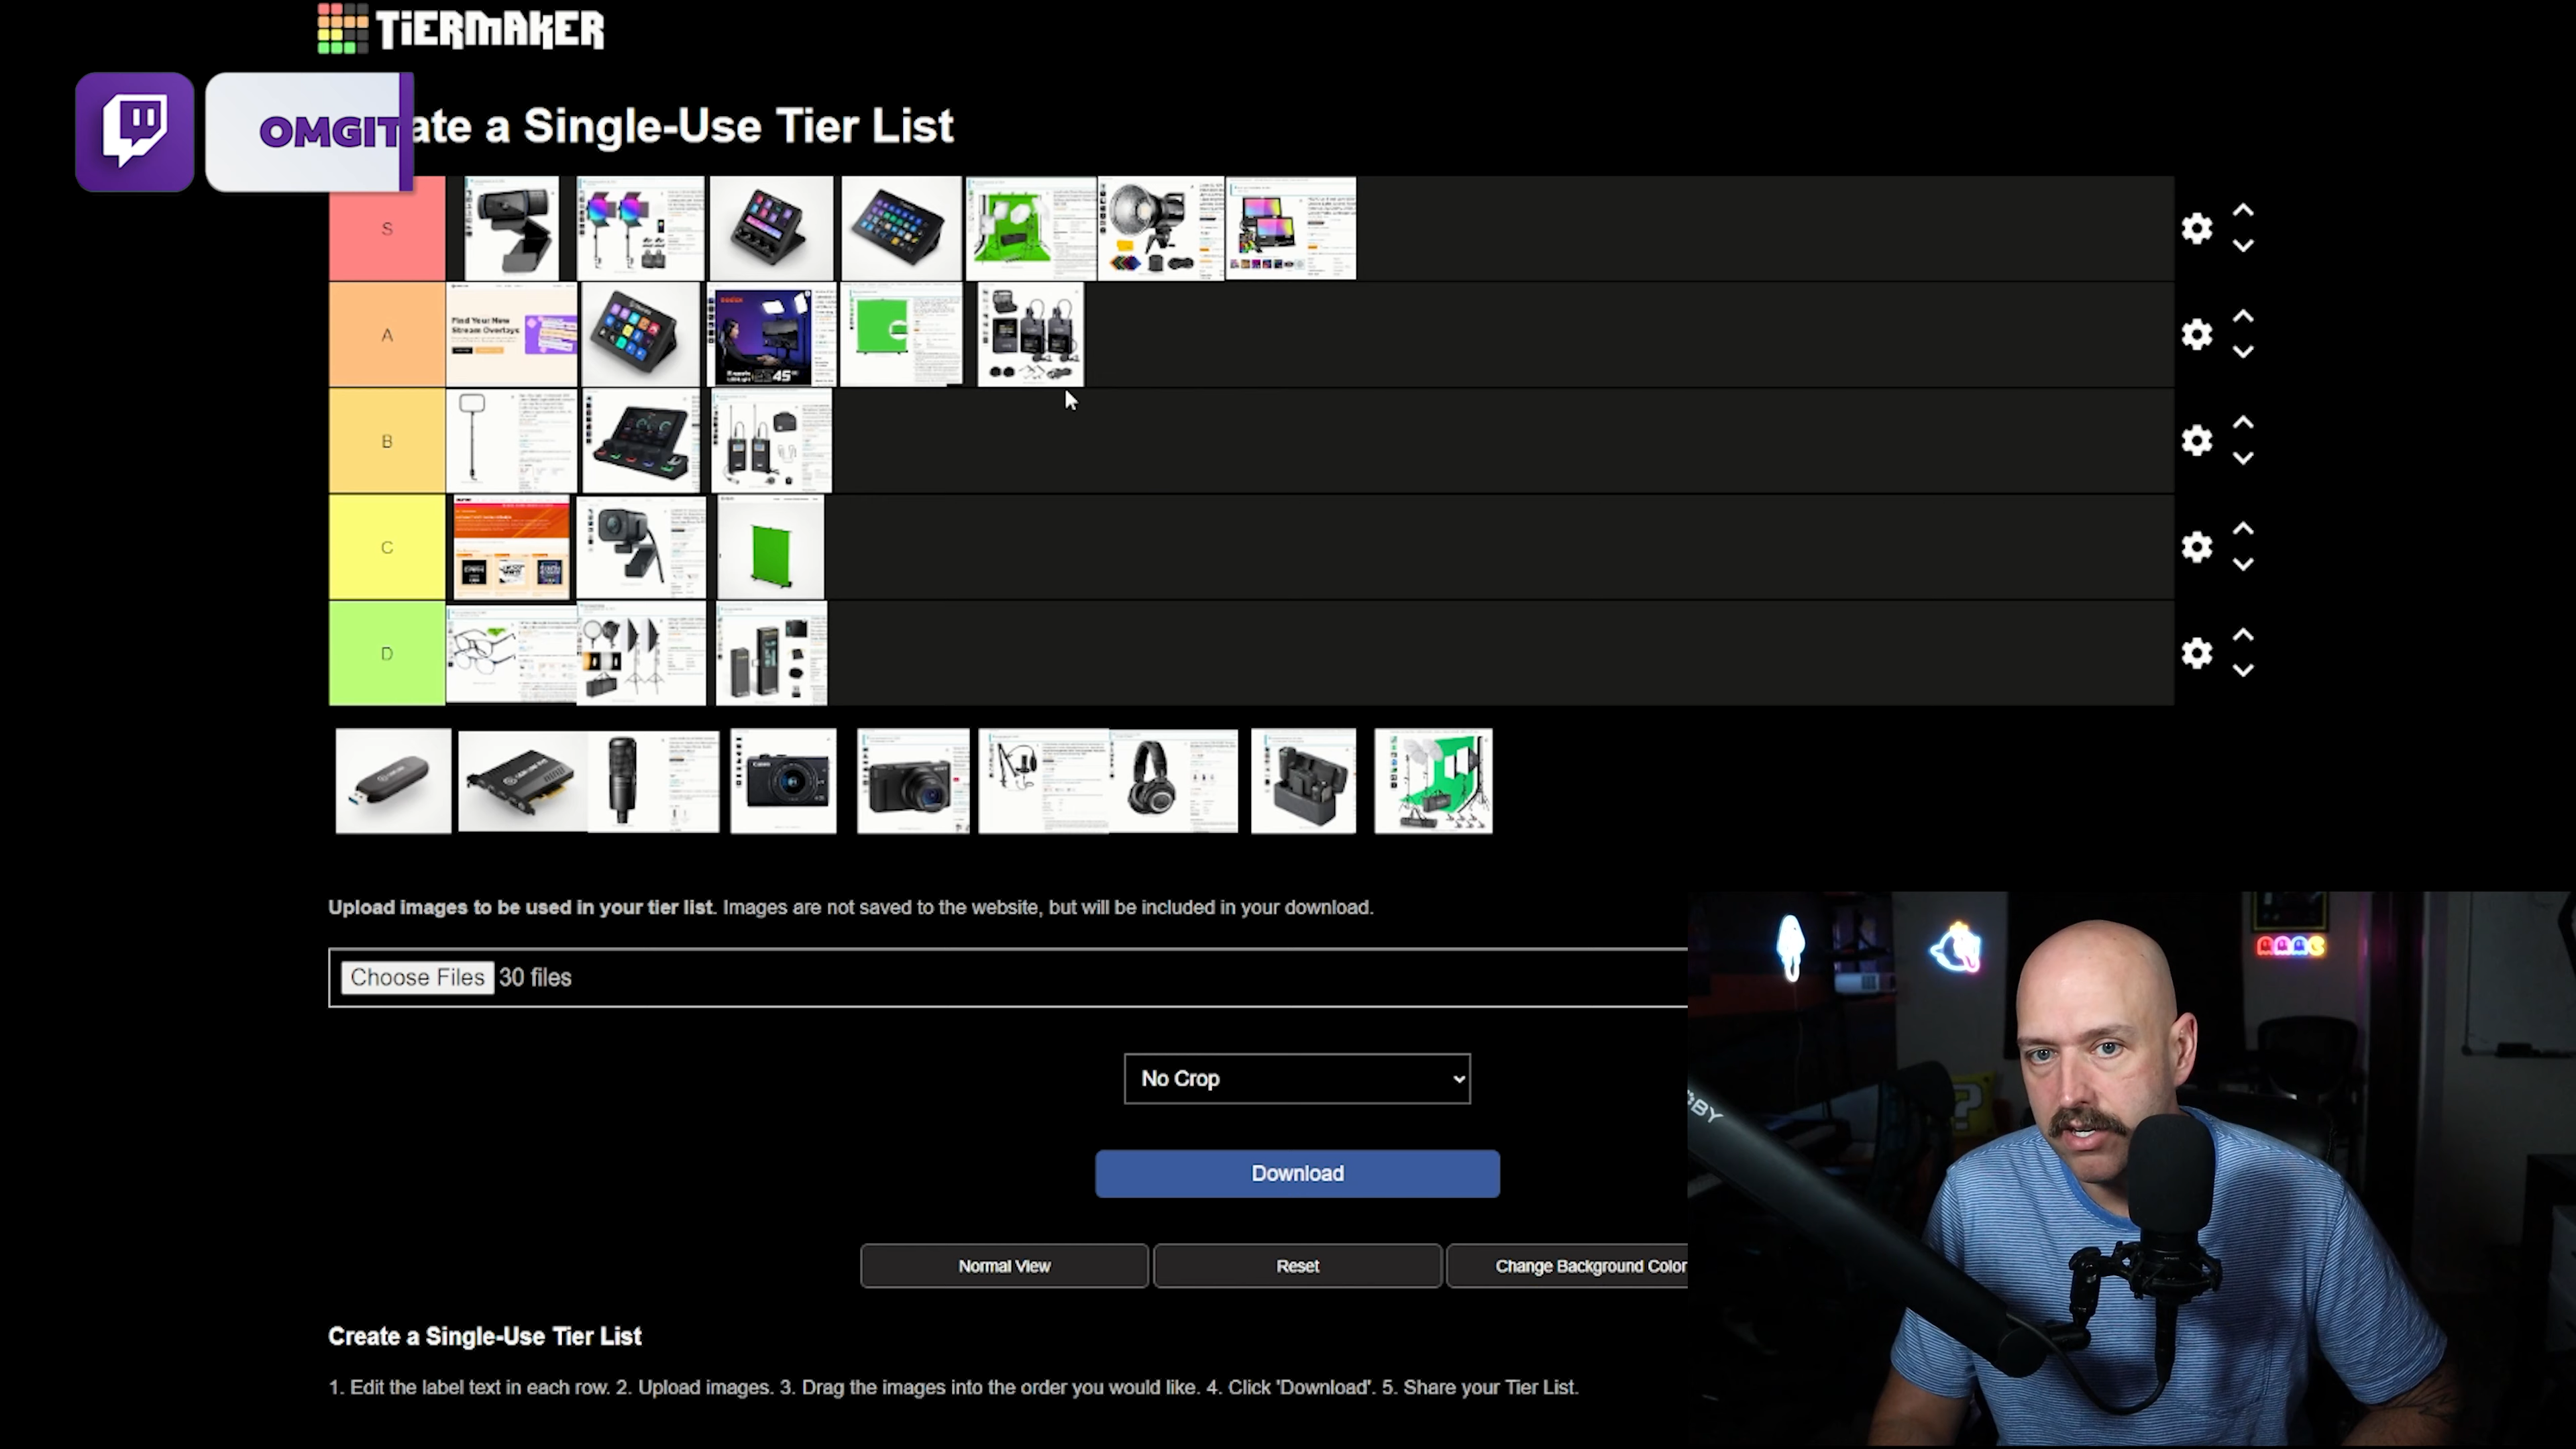 TiERMAKER
OMGIT
ate a Single-Use Tier List
S
A
Find Your New
Stream Overlays
45
B
C
D
Canon
SONY
Upload images to be used in your tier list. Images are not saved to the website, but will be included in your download.
Choose Files 30 files
No Crop
Download
Normal View
Reset
Change Background Color
BY
?
Create a Single-Use Tier List
1. Edit the label text in each row. 2. Upload images. 3. Drag the images into the order you would like. 4. Click 'Download'. 5. Share your Tier List.